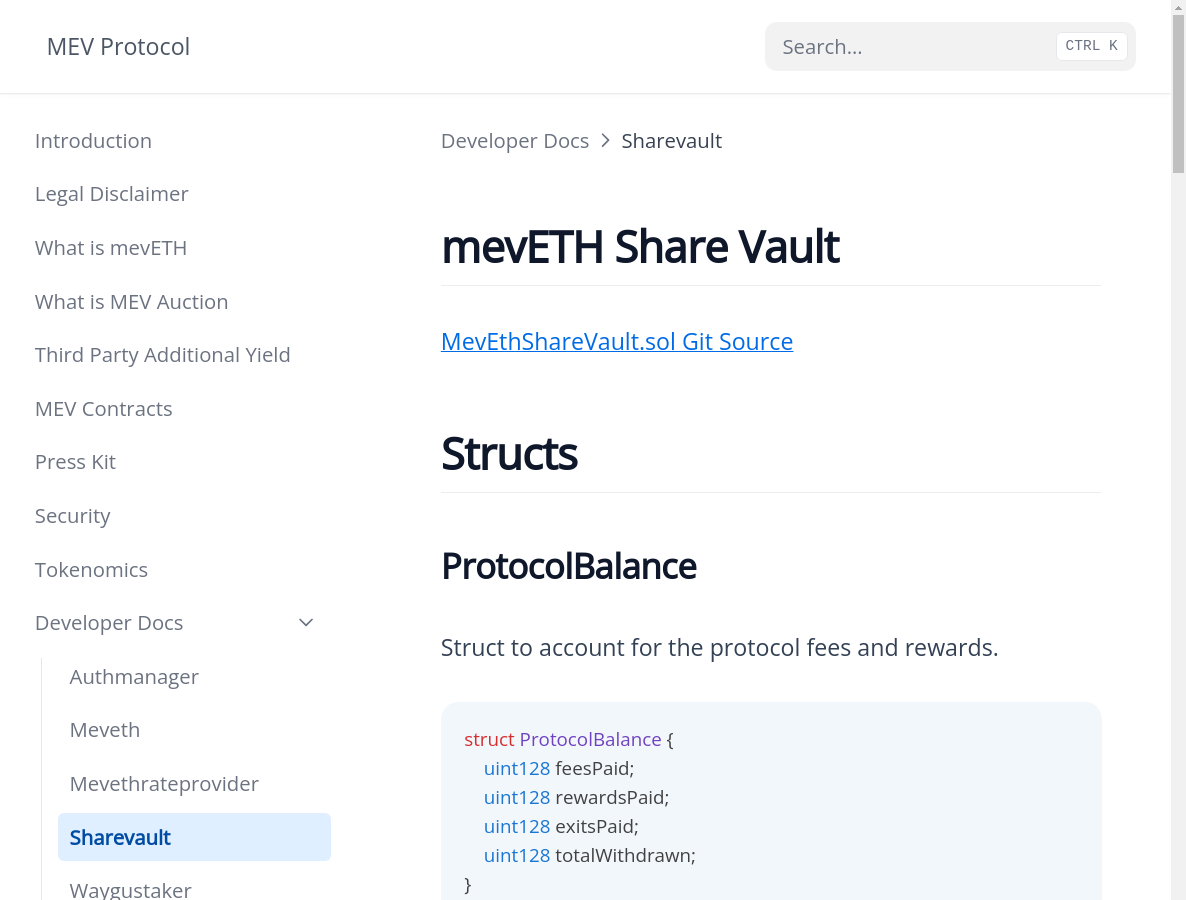 MEV Protocol
Search…
CTRL K
Introduction
Legal Disclaimer
What is mevETH
What is MEV Auction
Third Party Additional Yield
MEV Contracts
Press Kit
Security
Tokenomics
Developer Docs
Authmanager
Meveth
Mevethrateprovider
Sharevault
Waygustaker
Developer Docs > Sharevault
mevETH Share Vault
MevEthShareVault.sol Git Source
Structs
ProtocolBalance
Struct to account for the protocol fees and rewards.
struct ProtocolBalance {
    uint128 feesPaid;
    uint128 rewardsPaid;
    uint128 exitsPaid;
    uint128 totalWithdrawn;
}